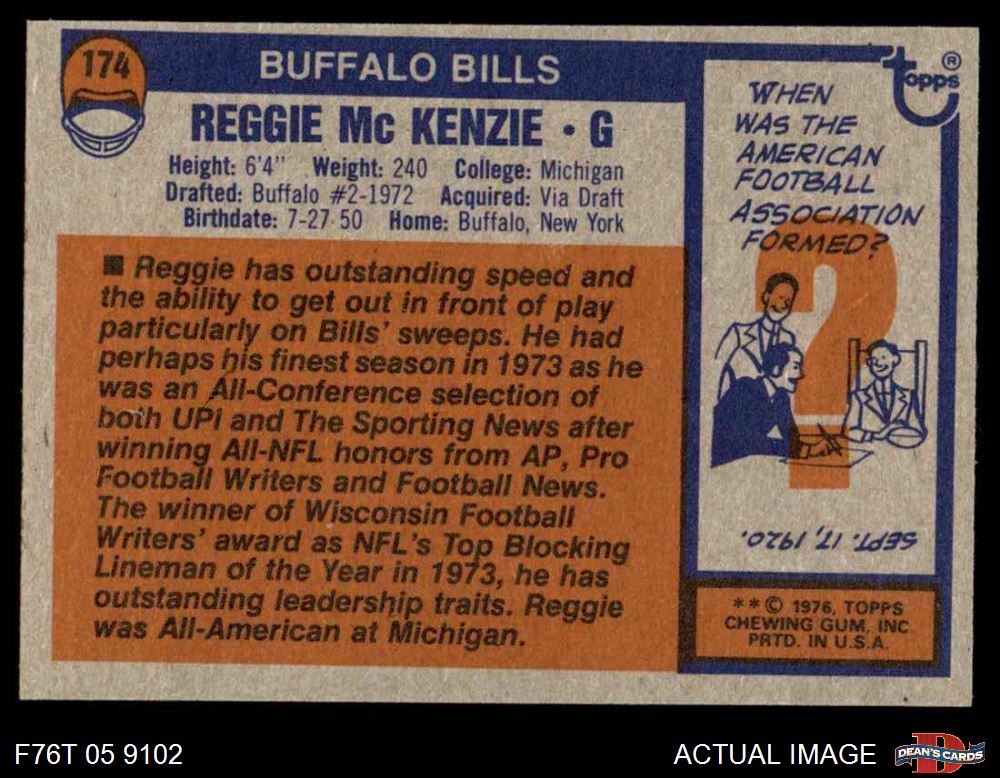 174
BUFFALO BILLS
REGGIE Mc KENZIE • G
Height: 6'4" Weight: 240 College: Michigan
Drafted: Buffalo #2-1972 Acquired: Via Draft
Birthdate: 7-27-50 Home: Buffalo, New York
■ Reggie has outstanding speed and
the ability to get out in front of play
particularly on Bills' sweeps. He had
perhaps his finest season in 1973 as he
was an All-Conference selection of
both UPI and The Sporting News after
winning All-NFL honors from AP, Pro
Football Writers and Football News.
The winner of Wisconsin Football
Writers' award as NFL's Top Blocking
Lineman of the Year in 1973, he has
outstanding leadership traits. Reggie
was All-American at Michigan.
topps®
WHEN
WAS THE
AMERICAN
FOOTBALL
ASSOCIATION
FORMED?
?
SEPT. 17, 1920.
**© 1976, TOPPS
CHEWING GUM, INC.
PRTD. IN U.S.A.
F76T 05 9102
ACTUAL IMAGE
D
DEAN'S CARDS